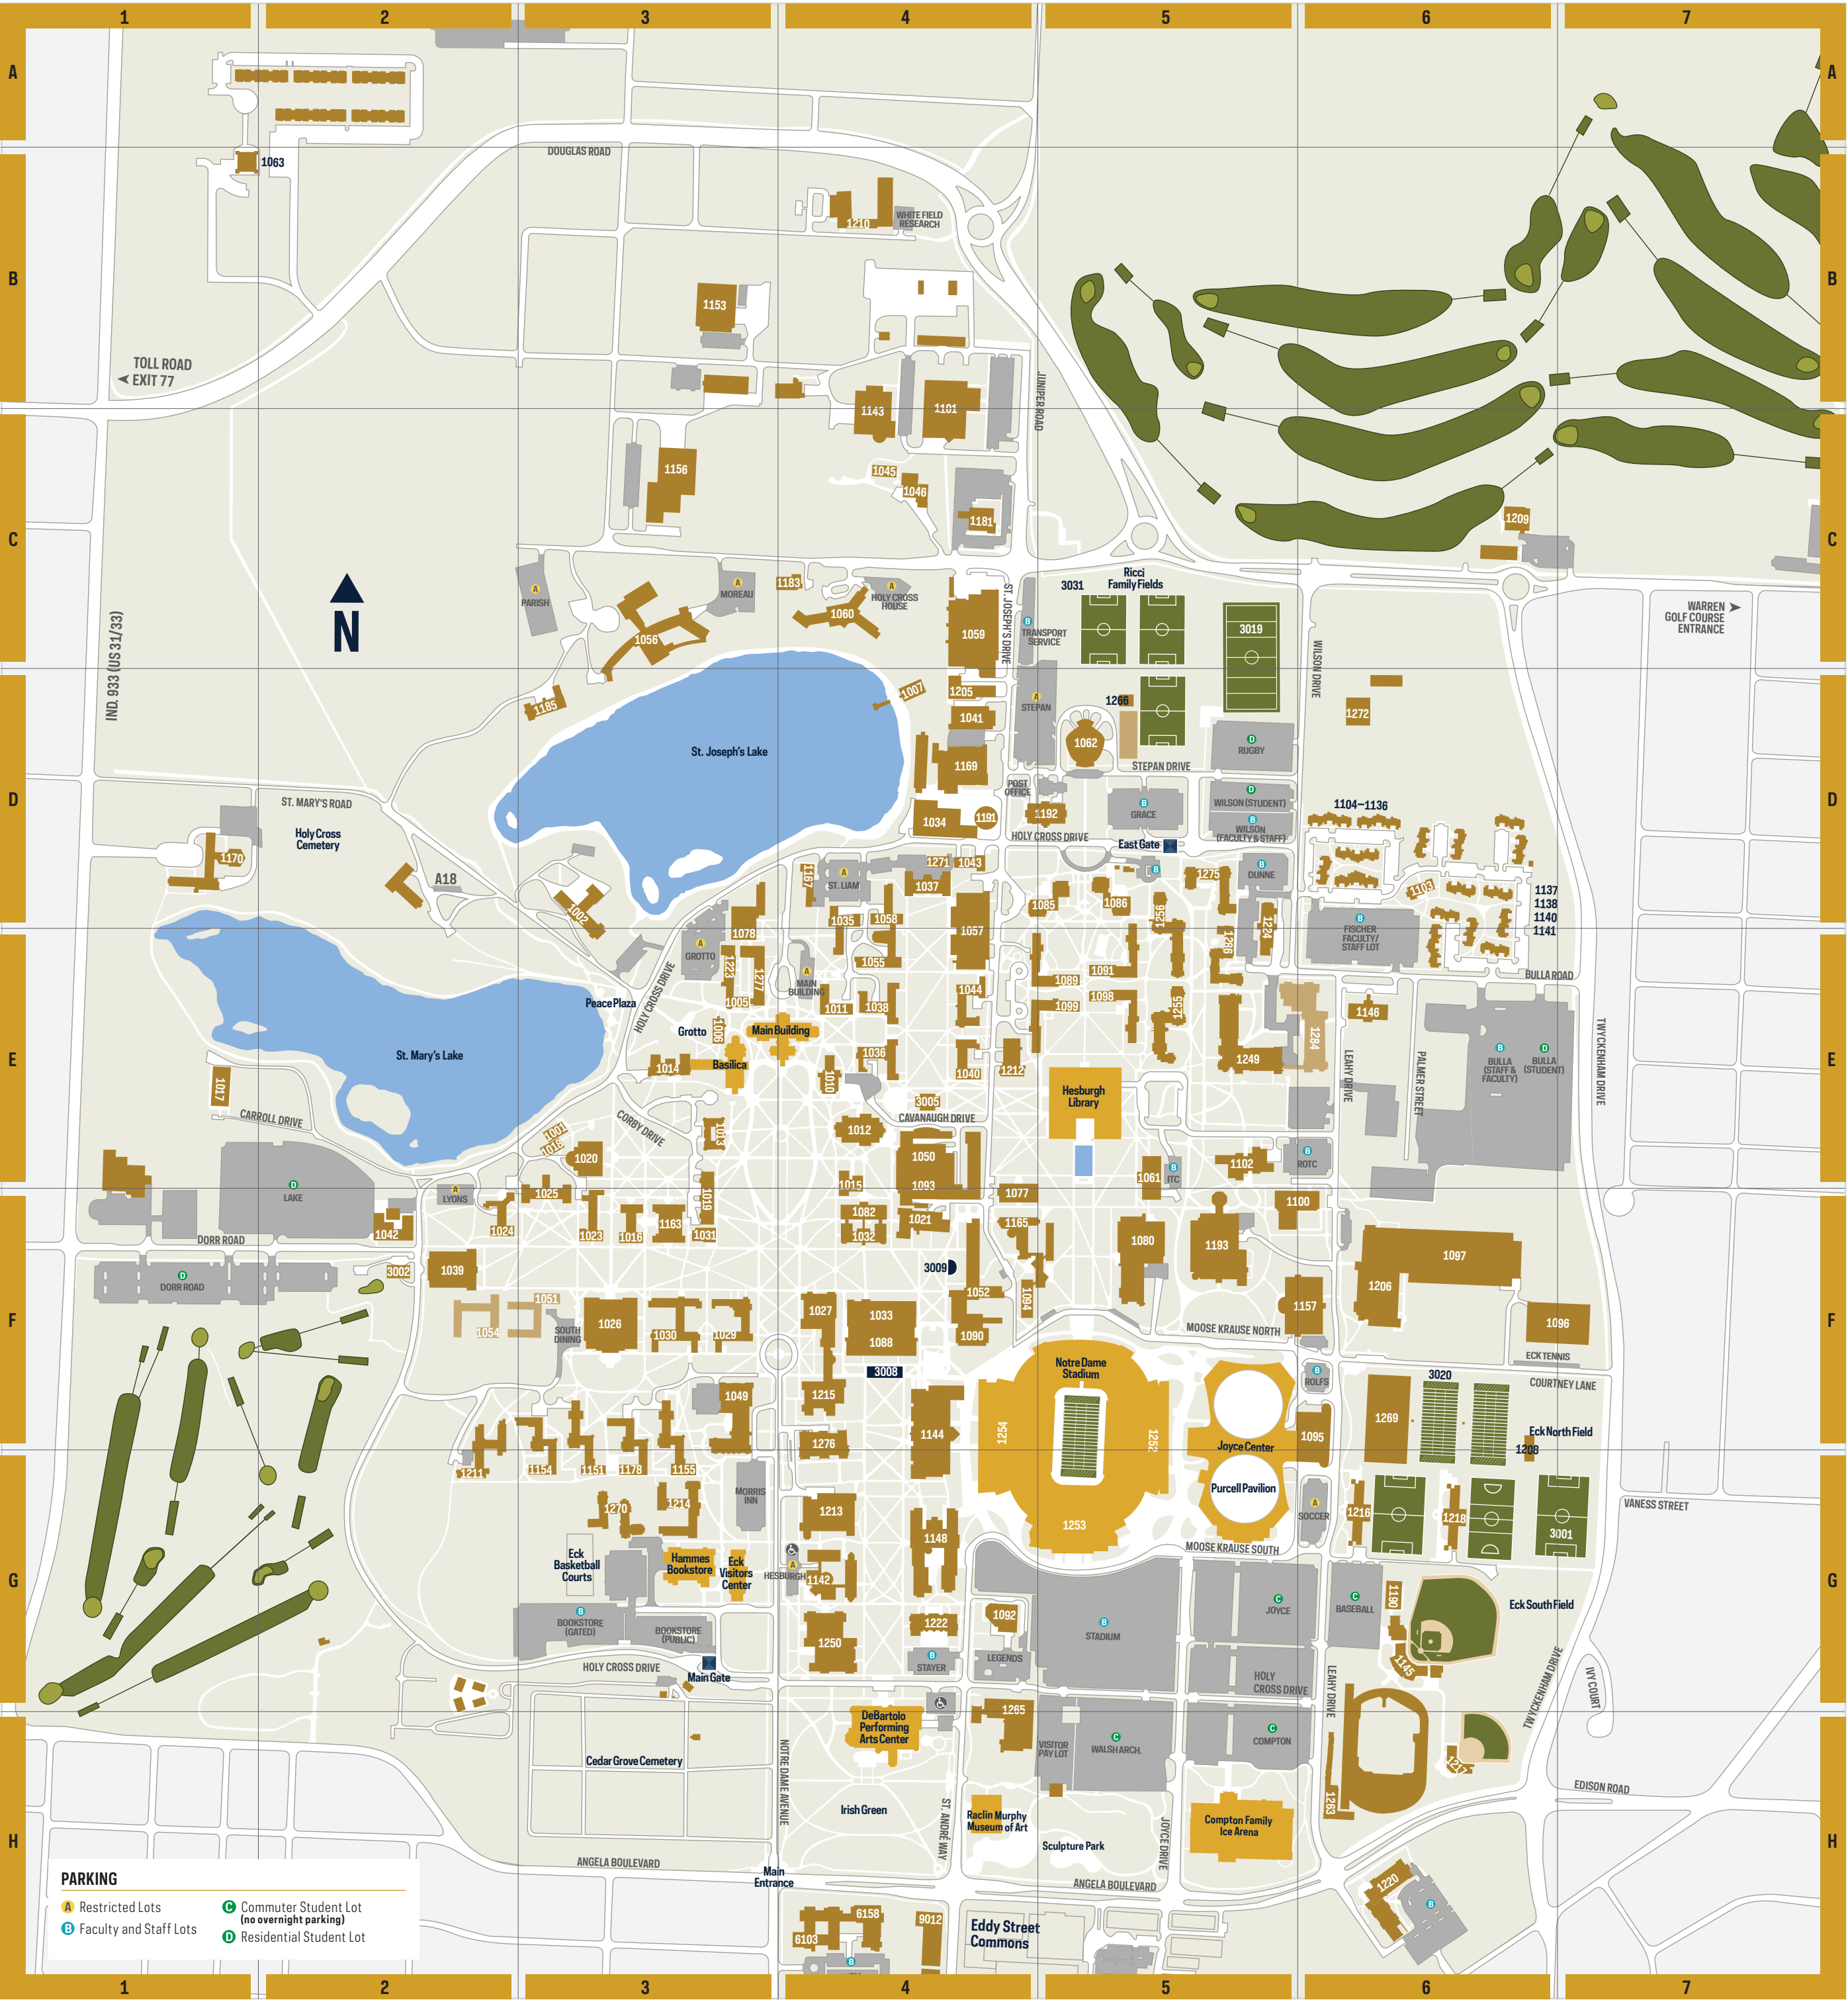 1 2 3 4 5 6 7
A A
1063
DOUGLAS ROAD
1210
WHITE FIELD
RESEARCH
B B
1153
TOLL ROAD
EXIT 77
JUNIPER ROAD
1143
1101
1156
1045
1046
1181
1209
C C
PARISH
A
MOREAU
A
1183
A
HOLY CROSS
HOUSE
1060
1056
1059
ST. JOSEPH'S DRIVE
B
TRANSPORT
SERVICE
3031
Ricci
Family Fields
3019
WILSON DRIVE
WARREN
GOLF COURSE
ENTRANCE
N
IND. 933 (US 31/33)
1185
1007
1205
1041
A
STEPAN
1266
1062
1272
St. Joseph's Lake
D
RUGBY
1169
STEPAN DRIVE
POST
OFFICE
D D
ST. MARY'S ROAD
Holy Cross
Cemetery
1034
1191
1192
B
GRACE
D
WILSON (STUDENT)
B
WILSON
(FACULTY & STAFF)
1104–1136
HOLY CROSS DRIVE
East Gate
1170
A18
1002
1167
A
ST. LIAM
1271
1043
1037
B
1275
B
DUNNE
1103
1137
1138
1140
1141
1085
1086
1256
1224
1035
1058
1057
1078
1286
B
FISCHER
FACULTY/
STAFF LOT
A
GROTTO
1223
1277
A
MAIN
BUILDING
1055
1091
1089
BULLA ROAD
Peace Plaza
HOLY CROSS DRIVE
1005
1011
1038
1044
1098
1099
1255
1146
Grotto
1006
Main Building
1284
St. Mary's Lake
Basilica
1014
1036
1010
1040
1212
1249
B
BULLA
(STAFF &
FACULTY)
D
BULLA
(STUDENT)
LEAHY DRIVE
PALMER STREET
TWYCKENHAM DRIVE
E E
1017
CARROLL DRIVE
Hesburgh
Library
3005
CAVANAUGH DRIVE
CORBY DRIVE
1001
1018
1013
1012
1020
1050
1102
B
ROTC
B
ITC
1061
D
LAKE
A
LYONS
1025
1019
1015
1093
1077
1100
1024
1023
1016
1163
1031
1082
1032
1021
1165
1080
1193
1042
DORR ROAD
1097
3002
1039
3009
1206
D
DORR ROAD
1051
1054
1052
1094
1157
SOUTH
DINING
1026
1030
1029
1027
1033
1088
1090
1096
MOOSE KRAUSE NORTH
F F
ECK TENNIS
3008
Notre Dame
Stadium
B
ROLFS
3020
COURTNEY LANE
1049
1215
1254
1252
1269
Eck North Field
1144
1276
Joyce Center
1095
1208
1211
1154
1151
1178
1155
MORRIS
INN
Purcell Pavilion
1270
1214
1213
1253
A
SOCCER
1216
1218
3001
VANESS STREET
1148
MOOSE KRAUSE SOUTH
Eck
Basketball
Courts
Hammes
Bookstore
Eck
Visitors
Center
A
HESBURGH
1142
G G
B
BOOKSTORE
(GATED)
BOOKSTORE
(PUBLIC)
1250
1222
1092
B
STADIUM
C
JOYCE
C
BASEBALL
1190
Eck South Field
HOLY CROSS DRIVE
Main Gate
B
STAYER
LEGENDS
HOLY
CROSS DRIVE
1145
LEAHY DRIVE
TWYCKENHAM DRIVE
IVY COURT
DeBartolo
Performing
Arts Center
1265
VISITOR
PAY LOT
C
WALSH ARCH.
C
COMPTON
1217
Cedar Grove Cemetery
NOTRE DAME AVENUE
EDISON ROAD
Irish Green
ST. ANDRÉ WAY
Raclin Murphy
Museum of Art
Sculpture Park
JOYCE DRIVE
Compton Family
Ice Arena
1263
H H
ANGELA BOULEVARD
Main
Entrance
ANGELA BOULEVARD
1220
B
PARKING
A Restricted Lots
B Faculty and Staff Lots
C Commuter Student Lot
(no overnight parking)
D Residential Student Lot
6158
6103
9012
B
Eddy Street
Commons
1 2 3 4 5 6 7